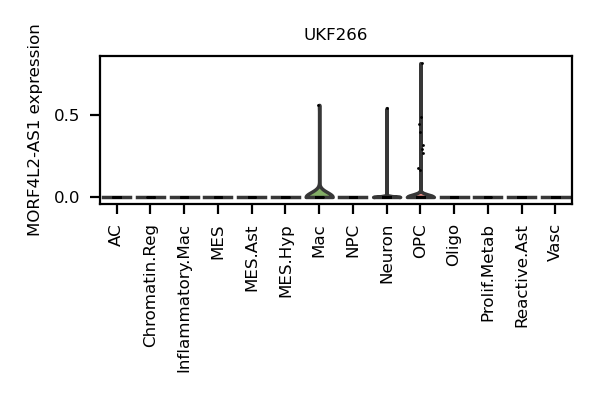 UKF266
MORF4L2-AS1 expression
0.5
0.0
AC
Chromatin.Reg
Inflammatory.Mac
MES
MES.Ast
MES.Hyp
Mac
NPC
Neuron
OPC
Oligo
Prolif.Metab
Reactive.Ast
Vasc